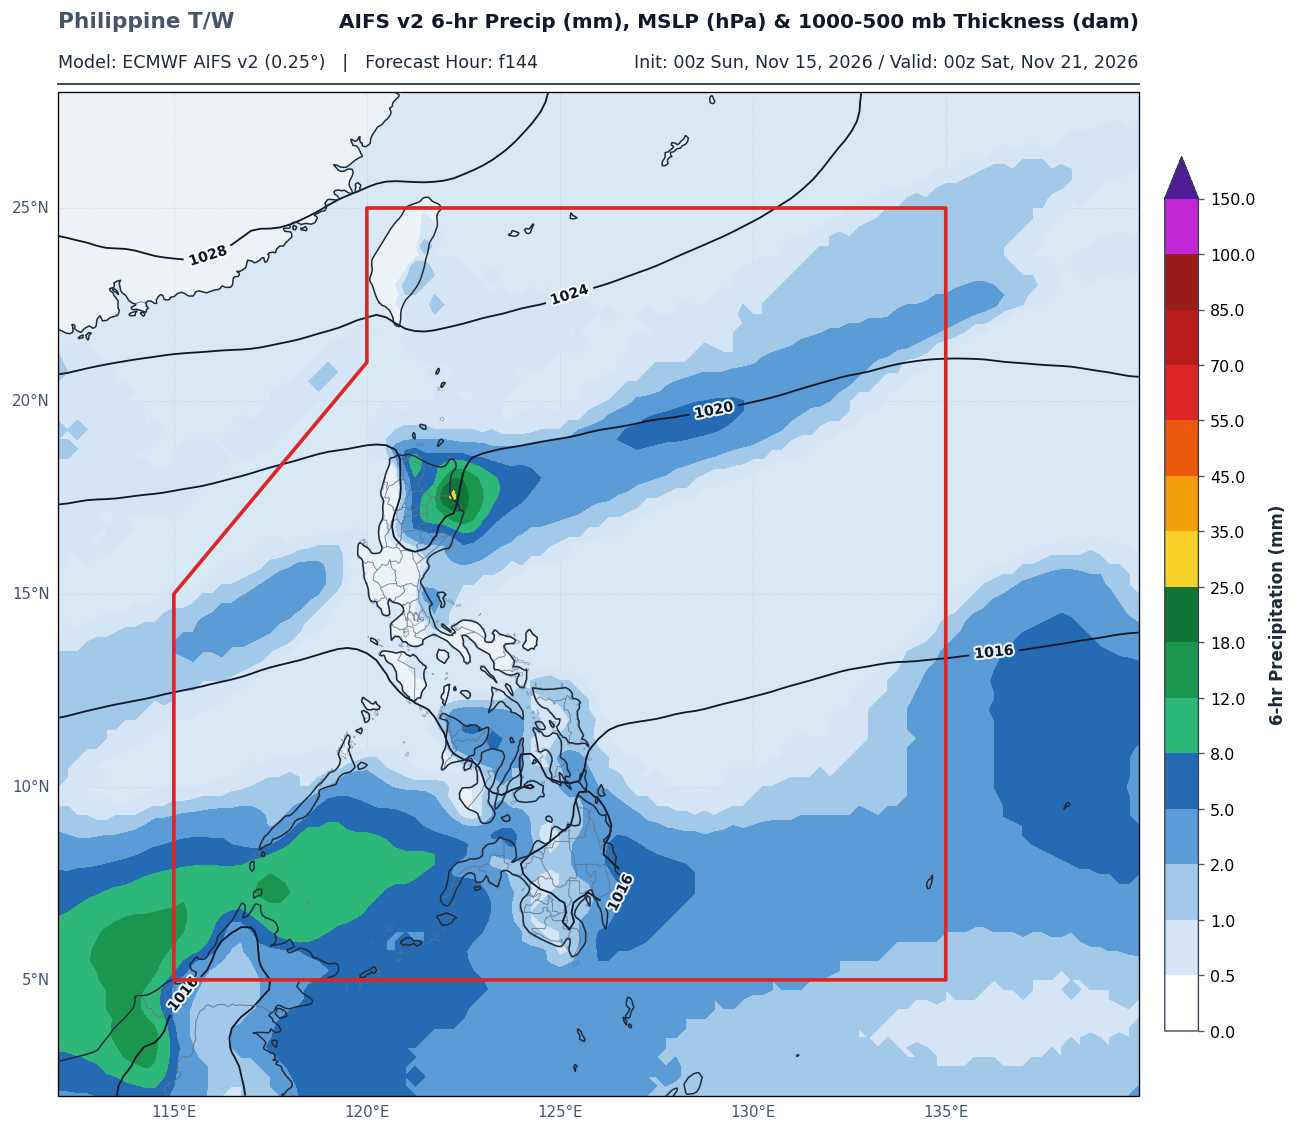 Philippine T/W
AIFS v2 6-hr Precip (mm), MSLP (hPa) & 1000-500 mb Thickness (dam)
Model: ECMWF AIFS v2 (0.25°) | Forecast Hour: f144
Init: 00z Sun, Nov 15, 2026 / Valid: 00z Sat, Nov 21, 2026
25°N
20°N
15°N
10°N
5°N
1028
1024
1020
1016
1016
1016
115°E
120°E
125°E
130°E
135°E
150.0
100.0
85.0
70.0
55.0
45.0
35.0
25.0
18.0
12.0
8.0
5.0
2.0
1.0
0.5
0.0
6-hr Precipitation (mm)